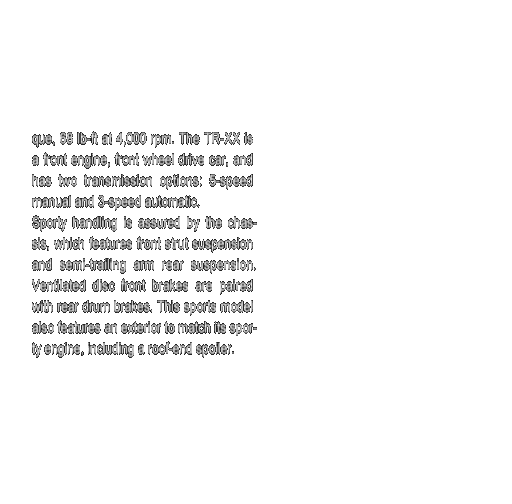 que, 88 lb-ft at 4,000 rpm. The TR-XX is
a front engine, front wheel drive car, and
has two transmission options: 5-speed
manual and 3-speed automatic.
Sporty handling is assured by the chas-
sis, which features front strut suspension
and semi-trailing arm rear suspension.
Ventilated disc front brakes are paired
with rear drum brakes. This sports model
also features an exterior to match its spor-
ty engine, including a roof-end spoiler.